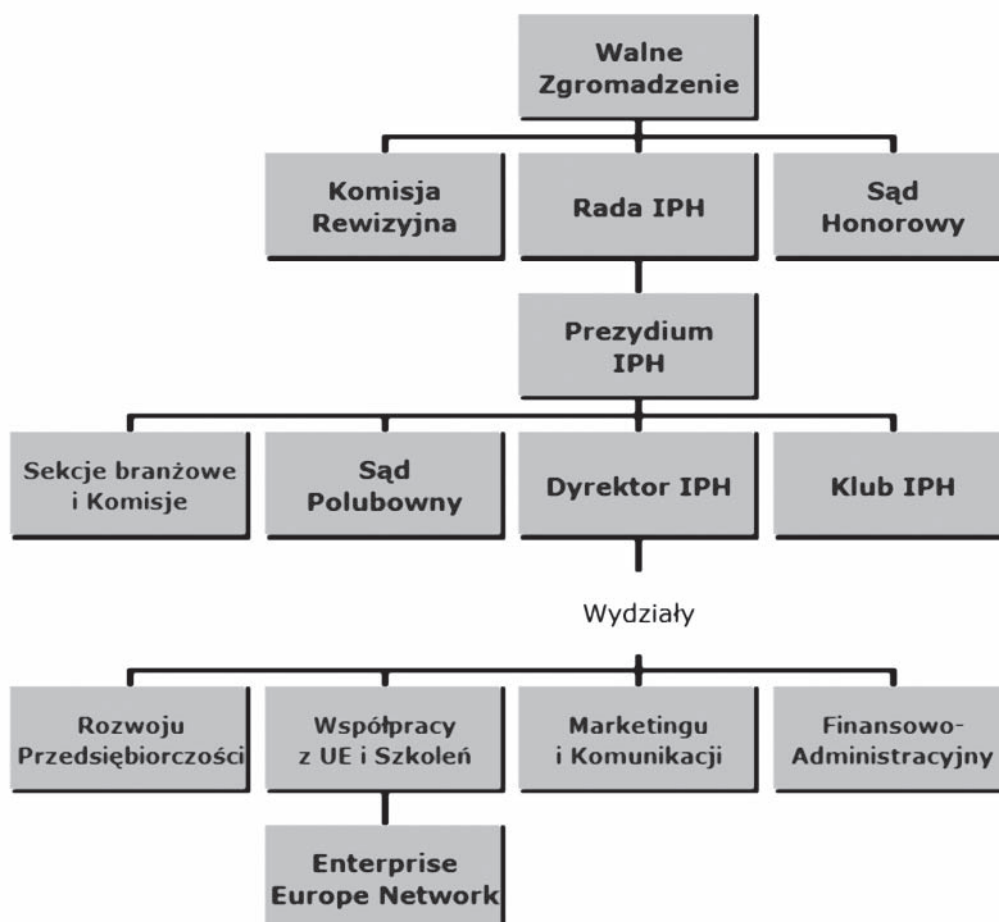 Walne
Zgromadzenie
Komisja
Rewizyjna
Rada IPH
Sąd
Honorowy
Prezydium
IPH
Sekcje branżowe
i Komisje
Sąd
Polubowny
Dyrektor IPH
Klub IPH
Wydziały
Rozwoju
Przedsiębiorczości
Współpracy
z UE i Szkoleń
Marketingu
i Komunikacji
Finansowo-
Administracyjny
Enterprise
Europe Network